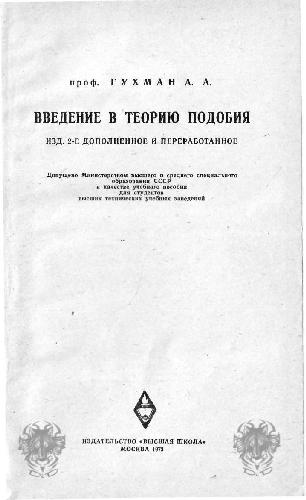 проф. ГУХМАН А. А.
ВВЕДЕНИЕ В ТЕОРИЮ ПОДОБИЯ
ИЗД. 2-Е ДОПОЛНЕННОЕ И ПЕРЕРАБОТАННОЕ
Допущено Министерством высшего и среднего специального
образования СССР
в качестве учебного пособия
для студентов
высших технических учебных заведений
ИЗДАТЕЛЬСТВО «ВЫСШАЯ ШКОЛА»
МОСКВА 1973